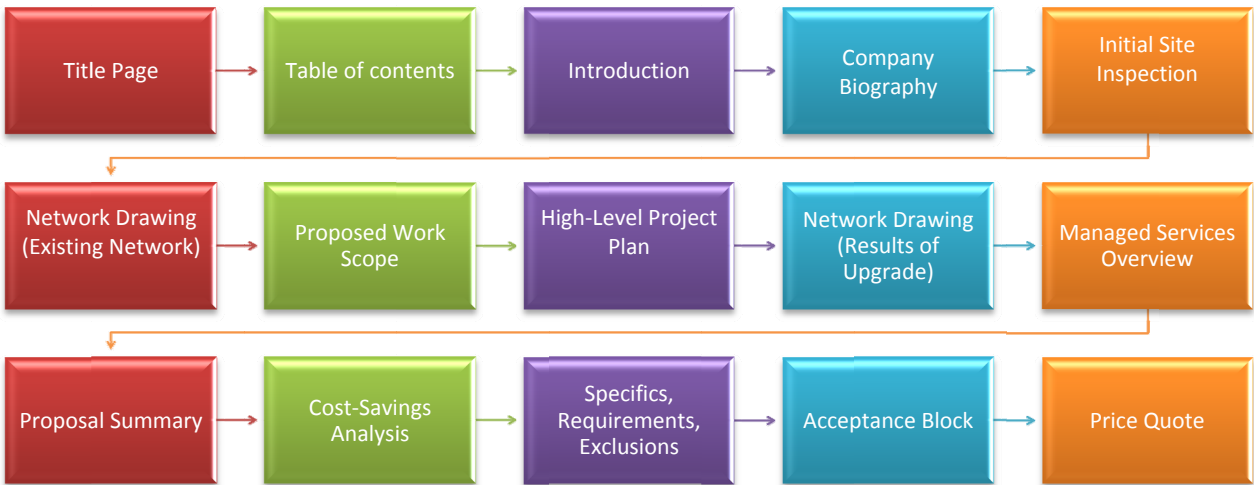 Title Page
Table of contents
Introduction
Company
Biography
Initial Site
Inspection
Network Drawing
(Existing Network)
Proposed Work
Scope
High-Level Project
Plan
Network Drawing
(Results of
Upgrade)
Managed Services
Overview
Proposal Summary
Cost-Savings
Analysis
Specifics,
Requirements,
Exclusions
Acceptance Block
Price Quote